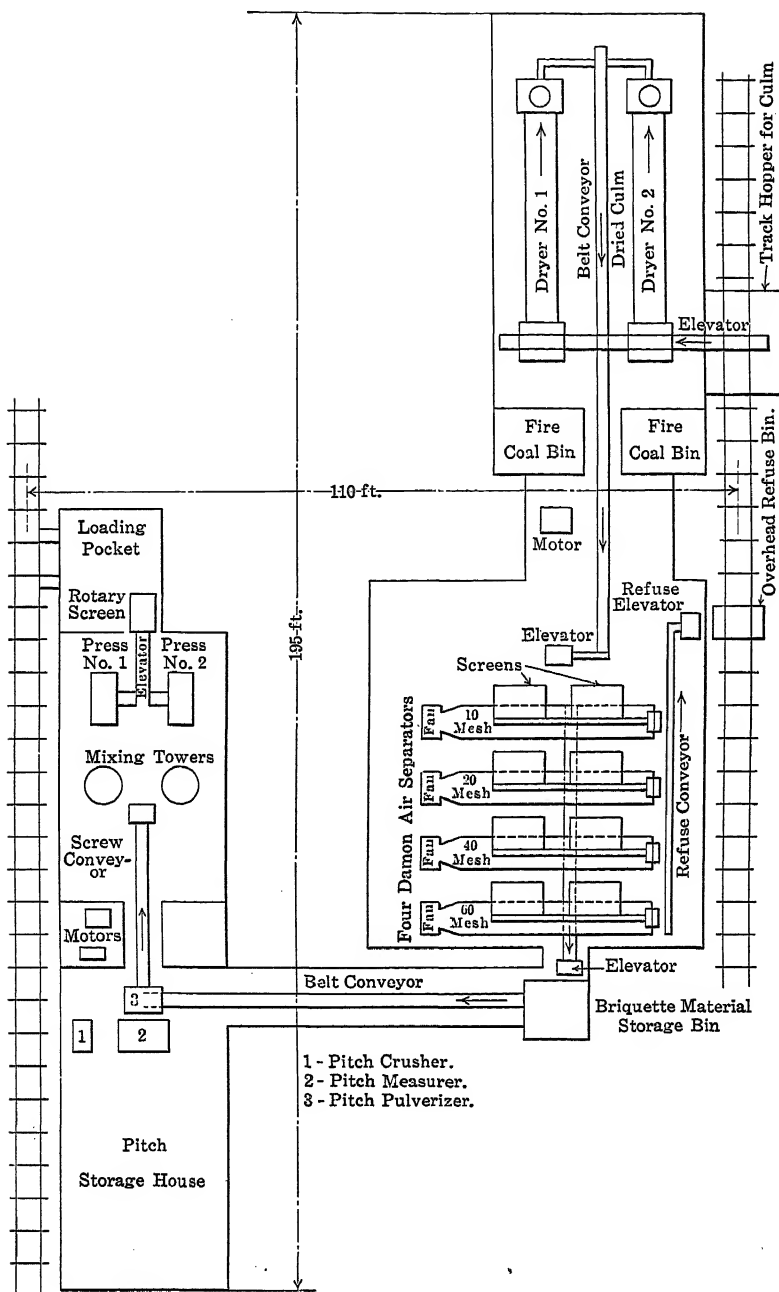 Track Hopper for Culm
Dryer No. 1
Belt Conveyor
Dried Culm
Dryer No. 2
Elevator
Fire
Coal Bin
Fire
Coal Bin
Overhead Refuse Bin.
110 ft.
195 ft.
Loading
Pocket
Motor
Rotary
Screen
Refuse
Elevator
Press
No. 1
Elevator
Press
No. 2
Elevator
Screens
Fan
10
Mesh
Mixing Towers
Four Damon Air Separators
Fan
20
Mesh
Refuse Conveyor
Screw
Convey-
or
Fan
40
Mesh
Fan
60
Mesh
Motors
Elevator
Belt Conveyor
3
1
2
Briquette Material
Storage Bin
1 - Pitch Crusher.
2 - Pitch Measurer.
3 - Pitch Pulverizer.
Pitch
Storage House